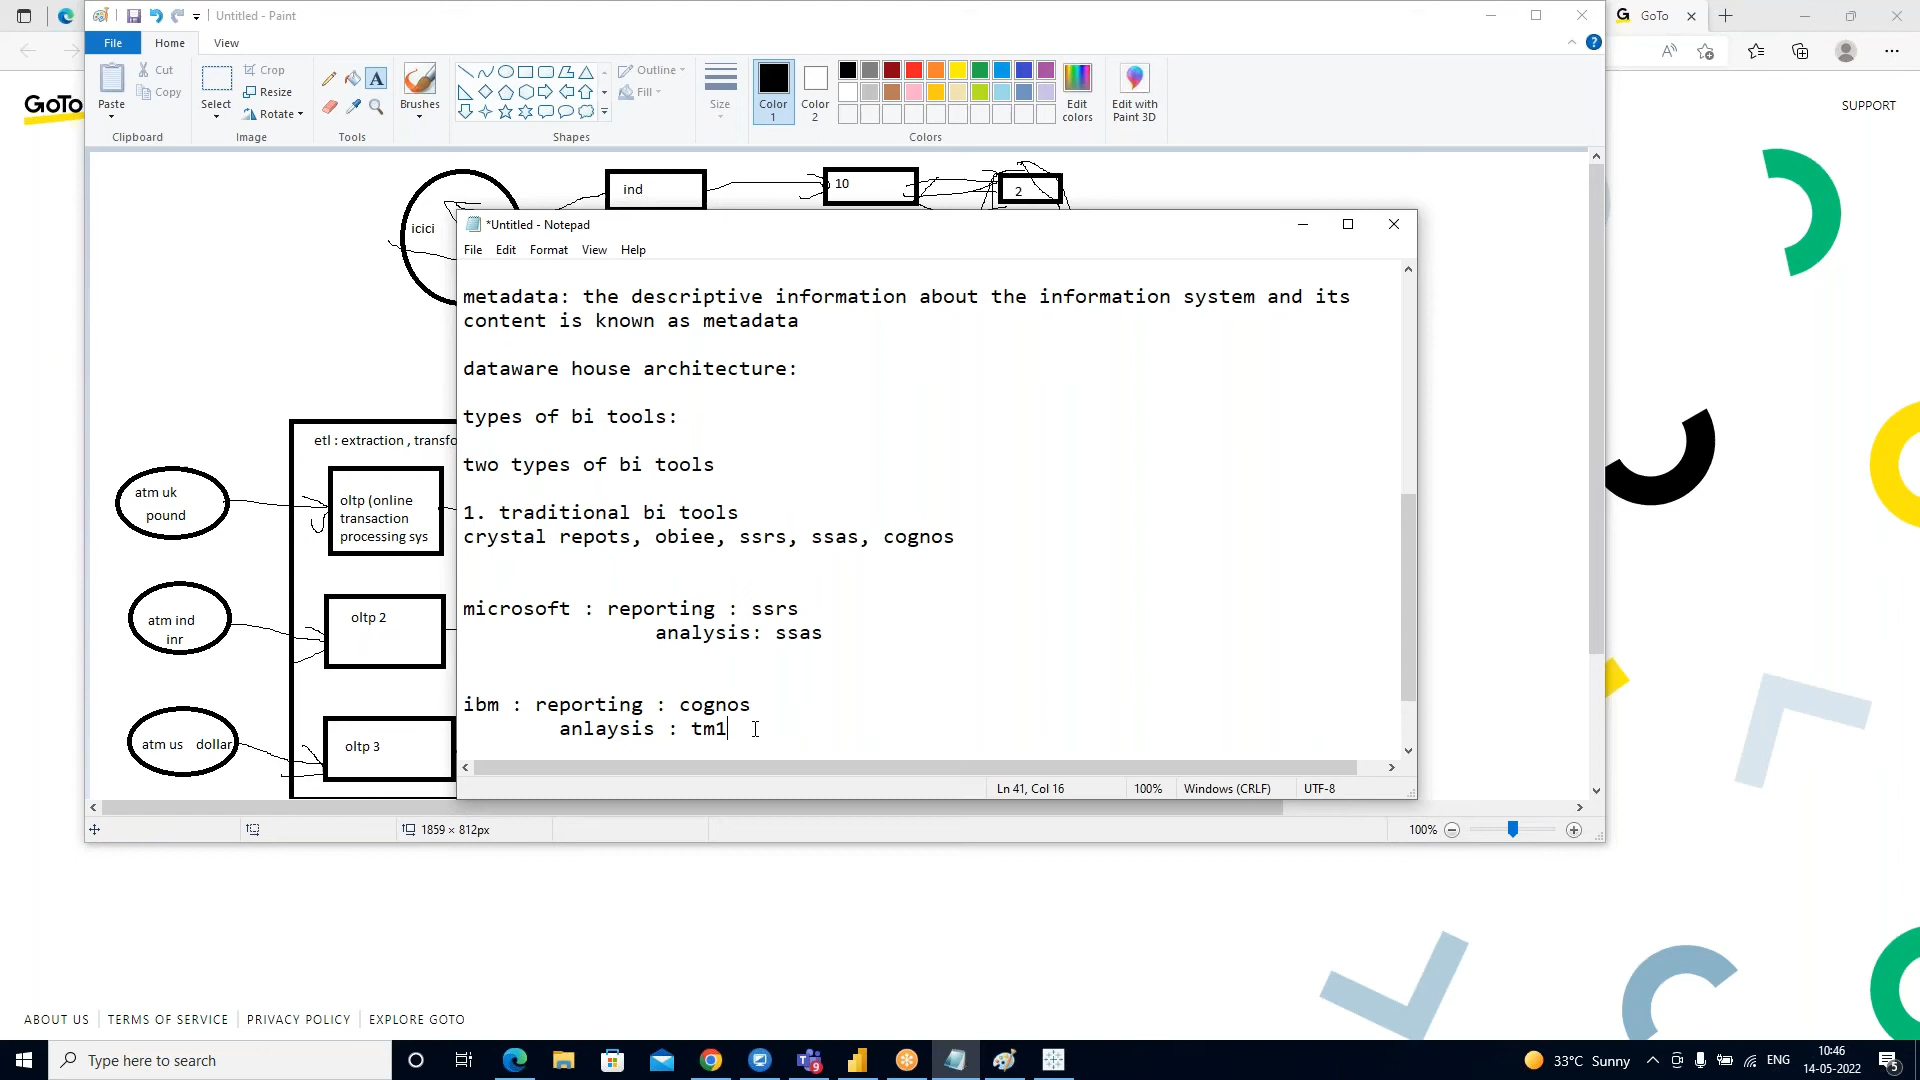 Untitled - Paint
GoTo
File
Home
View
Paste
Cut
Copy
Clipboard
Select
Crop
Resize
Rotate
Image
Tools
Brushes
Shapes
Outline
Fill
Size
Color 1
Color 2
Edit colors
Edit with Paint 3D
Colors
GoTo
SUPPORT
icici
ind
10
2
etl : extraction , transfo
atm uk
pound
oltp (online
transaction
processing sys
atm ind
inr
oltp 2
atm us dollar
oltp 3
*Untitled - Notepad
File Edit Format View Help
metadata: the descriptive information about the information system and its
content is known as metadata
dataware house architecture:
types of bi tools:
two types of bi tools
1. traditional bi tools
crystal repots, obiee, ssrs, ssas, cognos
microsoft : reporting : ssrs
analysis: ssas
ibm : reporting : cognos
anlaysis : tm1
Ln 41, Col 16
100%
Windows (CRLF)
UTF-8
1859 × 812px
100%
ABOUT US
TERMS OF SERVICE
PRIVACY POLICY
EXPLORE GOTO
Type here to search
9
33°C Sunny
ENG
10:46
14-05-2022
5